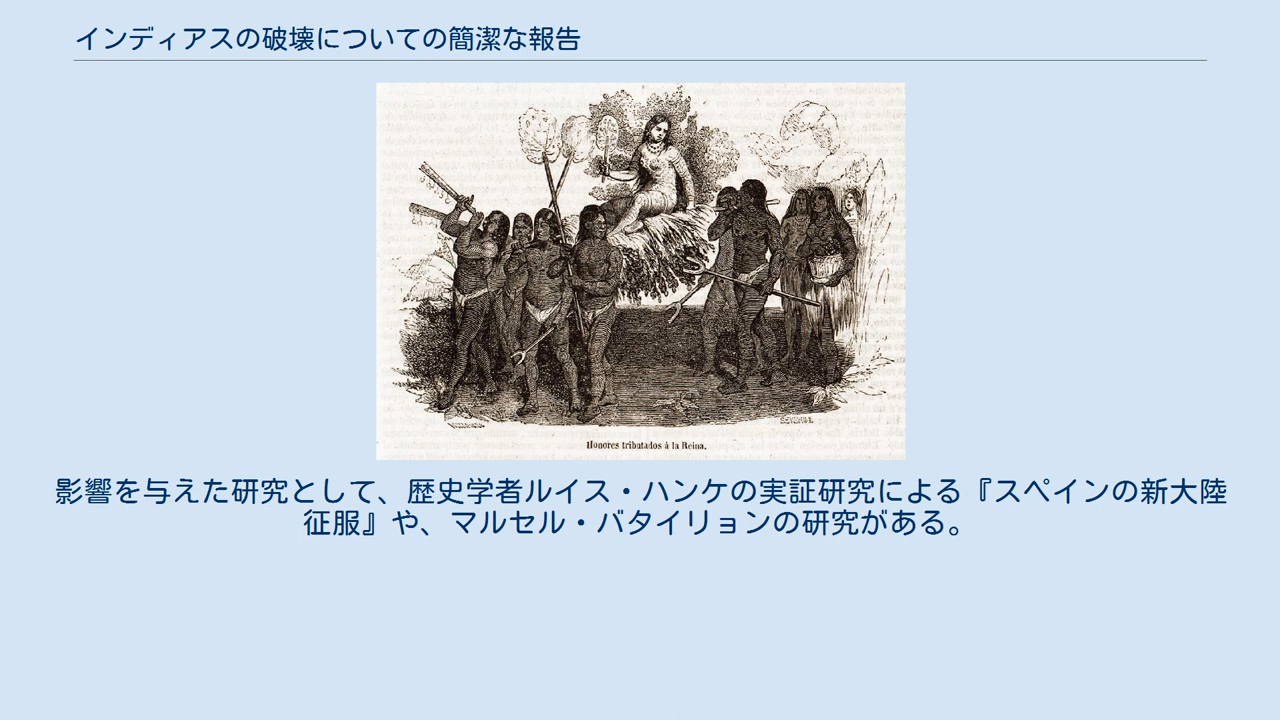 インディアスの破壊についての簡潔な報告
Honores tributados á la Reina.
影響を与えた研究として、歴史学者ルイス・ハンケの実証研究による『スペインの新大陸
征服』や、マルセル・バタイリョンの研究がある。